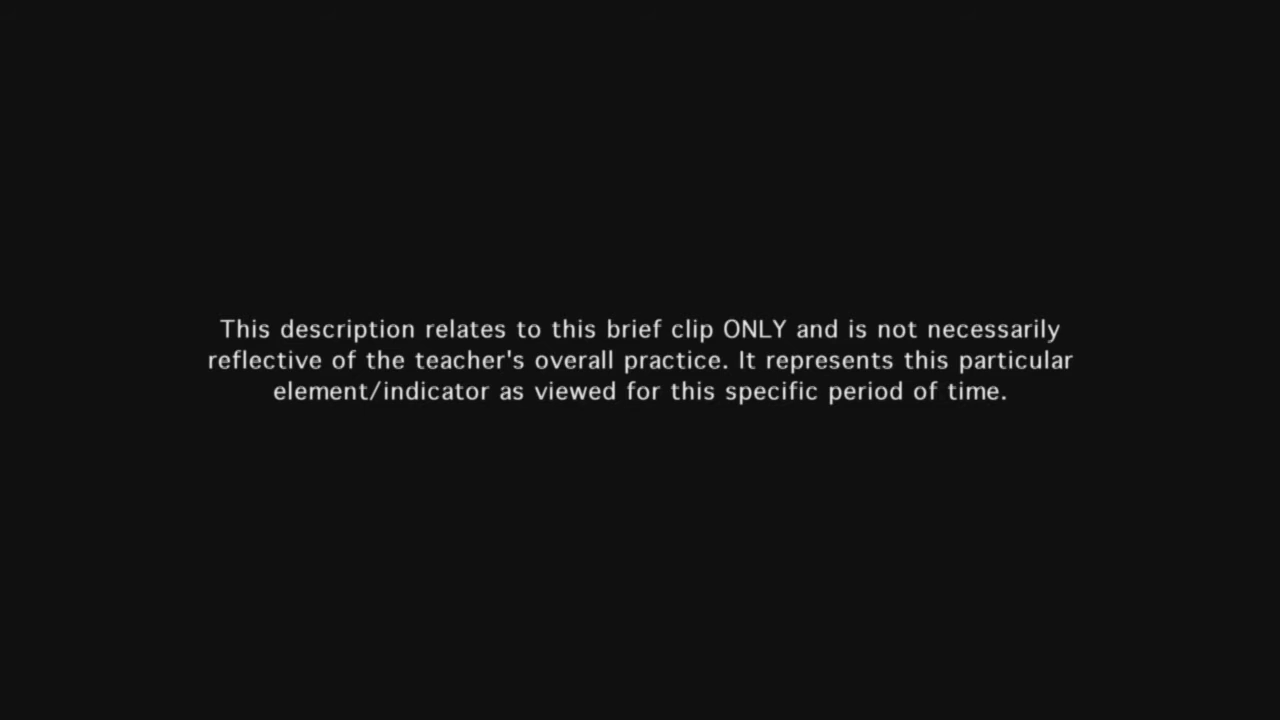 This description relates to this brief clip ONLY and is not necessarily
reflective of the teacher's overall practice. It represents this particular
element/indicator as viewed for this specific period of time.